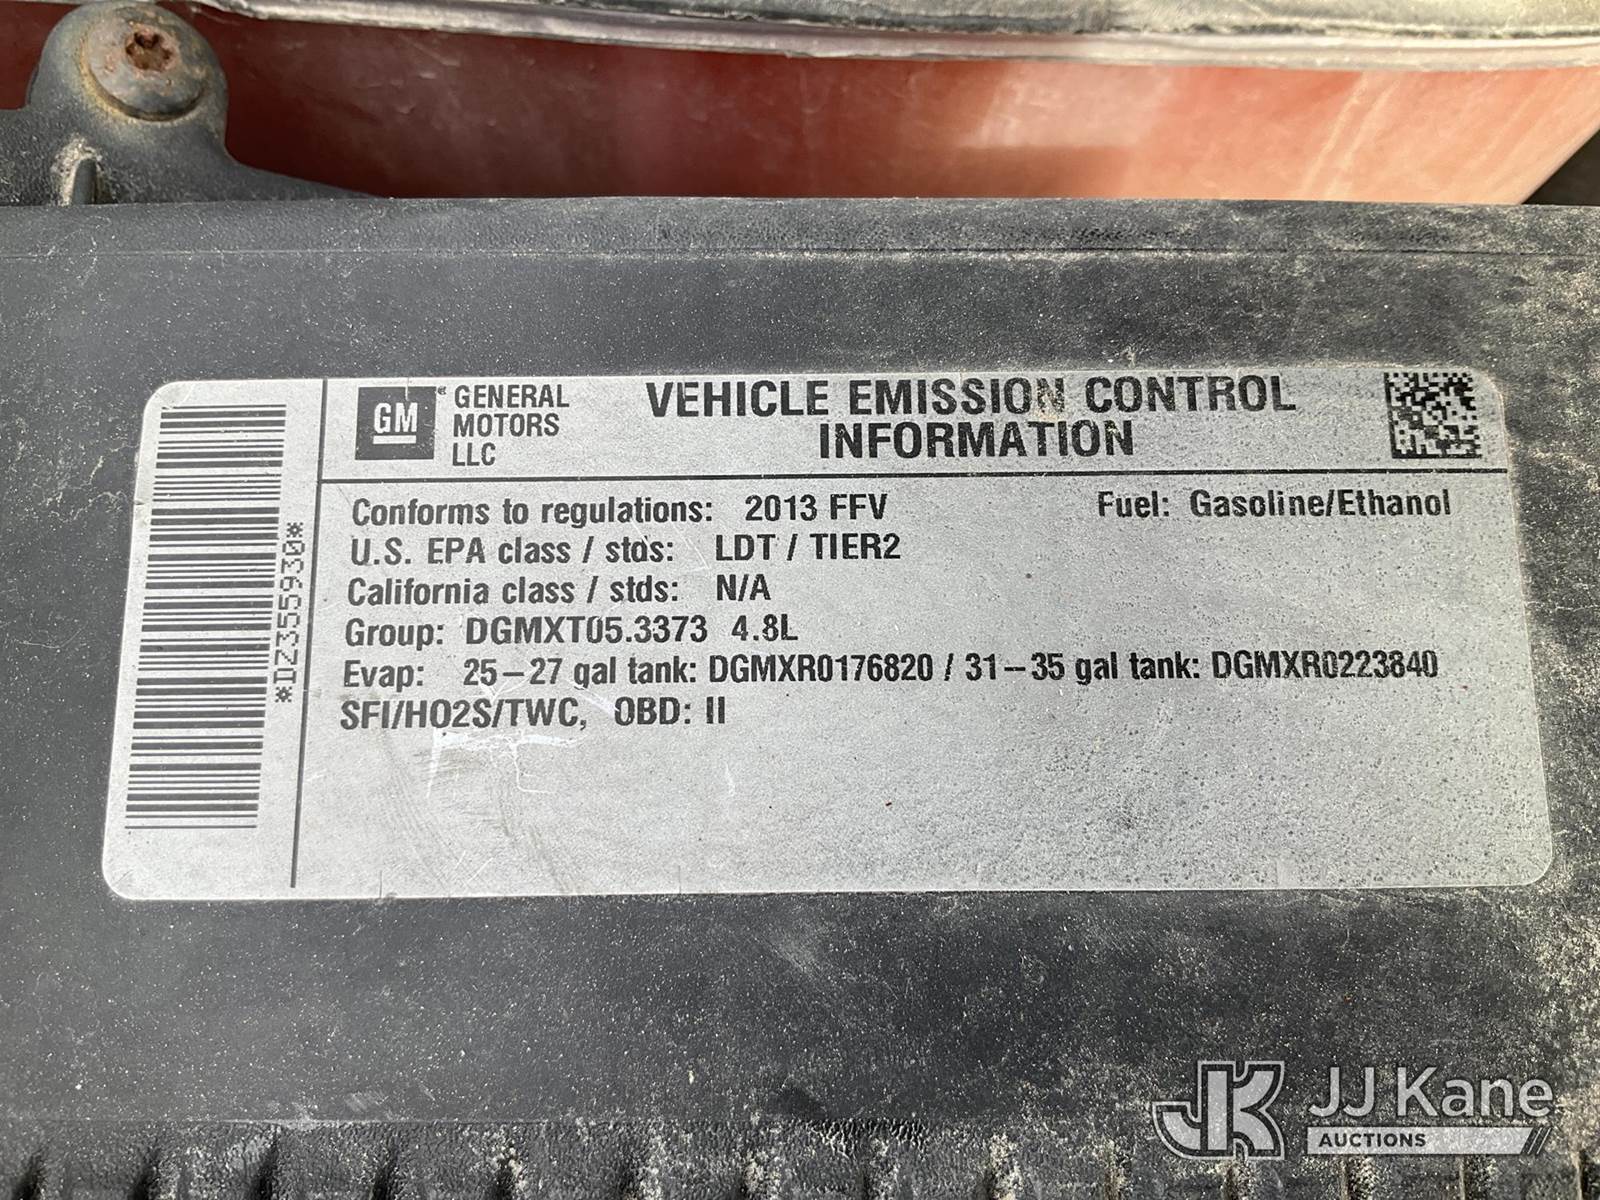 *DZ355930*
GM
GENERAL
MOTORS
LLC
VEHICLE EMISSION CONTROL
INFORMATION
Conforms to regulations: 2013 FFV Fuel: Gasoline/Ethanol
U.S. EPA class / stds: LDT / TIER2
California class / stds: N/A
Group: DGMXT05.3373 4.8L
Evap: 25-27 gal tank: DGMXR0176820 / 31-35 gal tank: DGMXR0223840
SFI/HO2S/TWC, OBD: II
JK JJ Kane
AUCTIONS